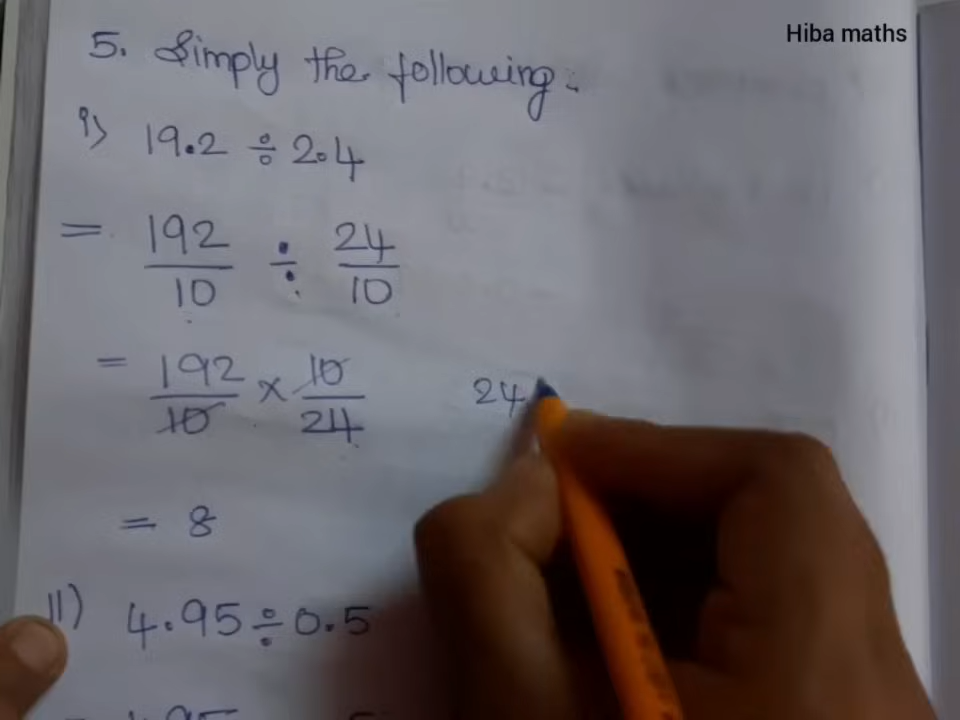 Hiba maths
5. Simply the following.
i) 19.2 ÷ 2.4
= 192/10 ÷ 24/10
= 192/10 × 10/24 24
= 8
II) 4.95 ÷ 0.5